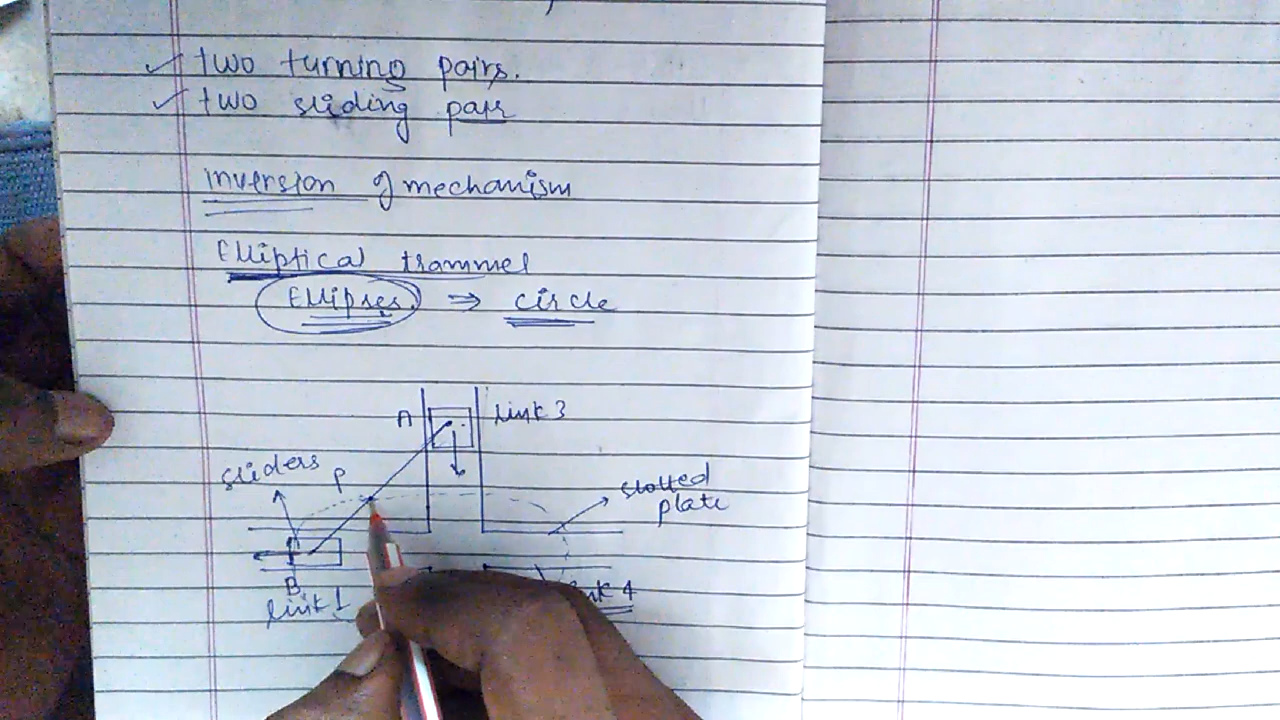 two turning pairs.
two sliding pair
inversion of mechanism
Elliptical trammel
Ellipses. ⇒ circle
A
link 3
sliders
P
slotted
plate
B
link 1
link 4